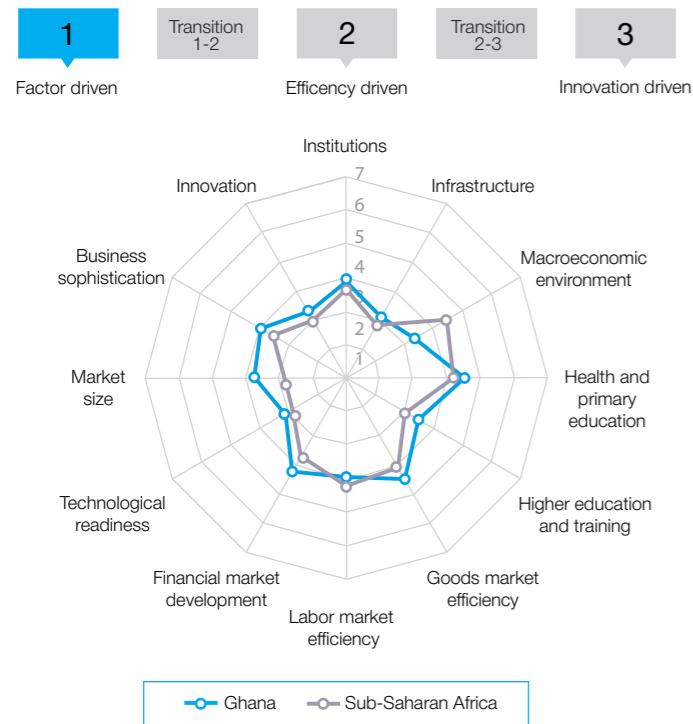 1
Transition
1-2
2
Transition
2-3
3
Factor driven
Efficency driven
Innovation driven
Institutions
Innovation
Infrastructure
Business
sophistication
Macroeconomic
environment
Market
size
Health and
primary
education
Technological
readiness
Higher education
and training
Financial market
development
Goods market
efficiency
Labor market
efficiency
7
6
5
4
3
2
1
Ghana
Sub-Saharan Africa